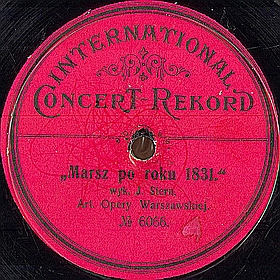 INTERNATIONAL
CONCERT-REKORD
„Marsz po roku 1831.“
wyk. J. Stern.
Art. Opery Warszawskiej.
№ 6066.